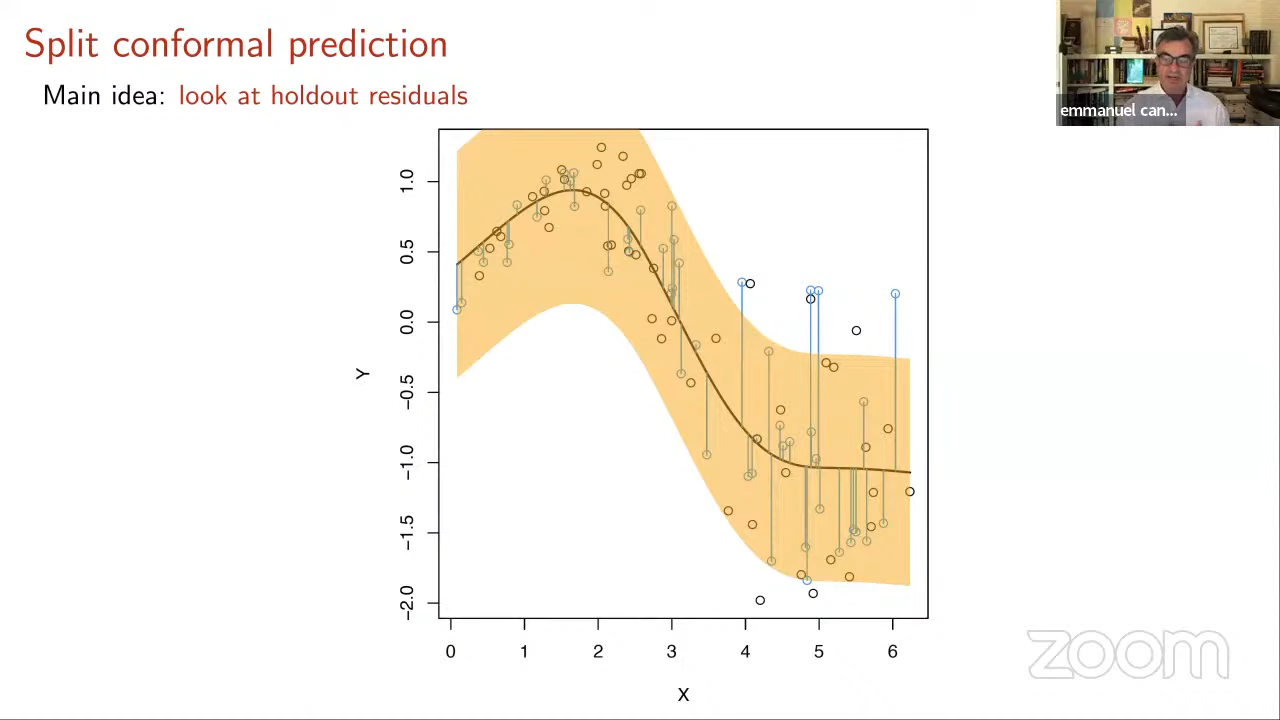 Split conformal prediction
Main idea: look at holdout residuals
emmanuel can...
1.0
0.5
0.0
−0.5
−1.0
−1.5
−2.0
Y
0 1 2 3 4 5 6
X
zoom